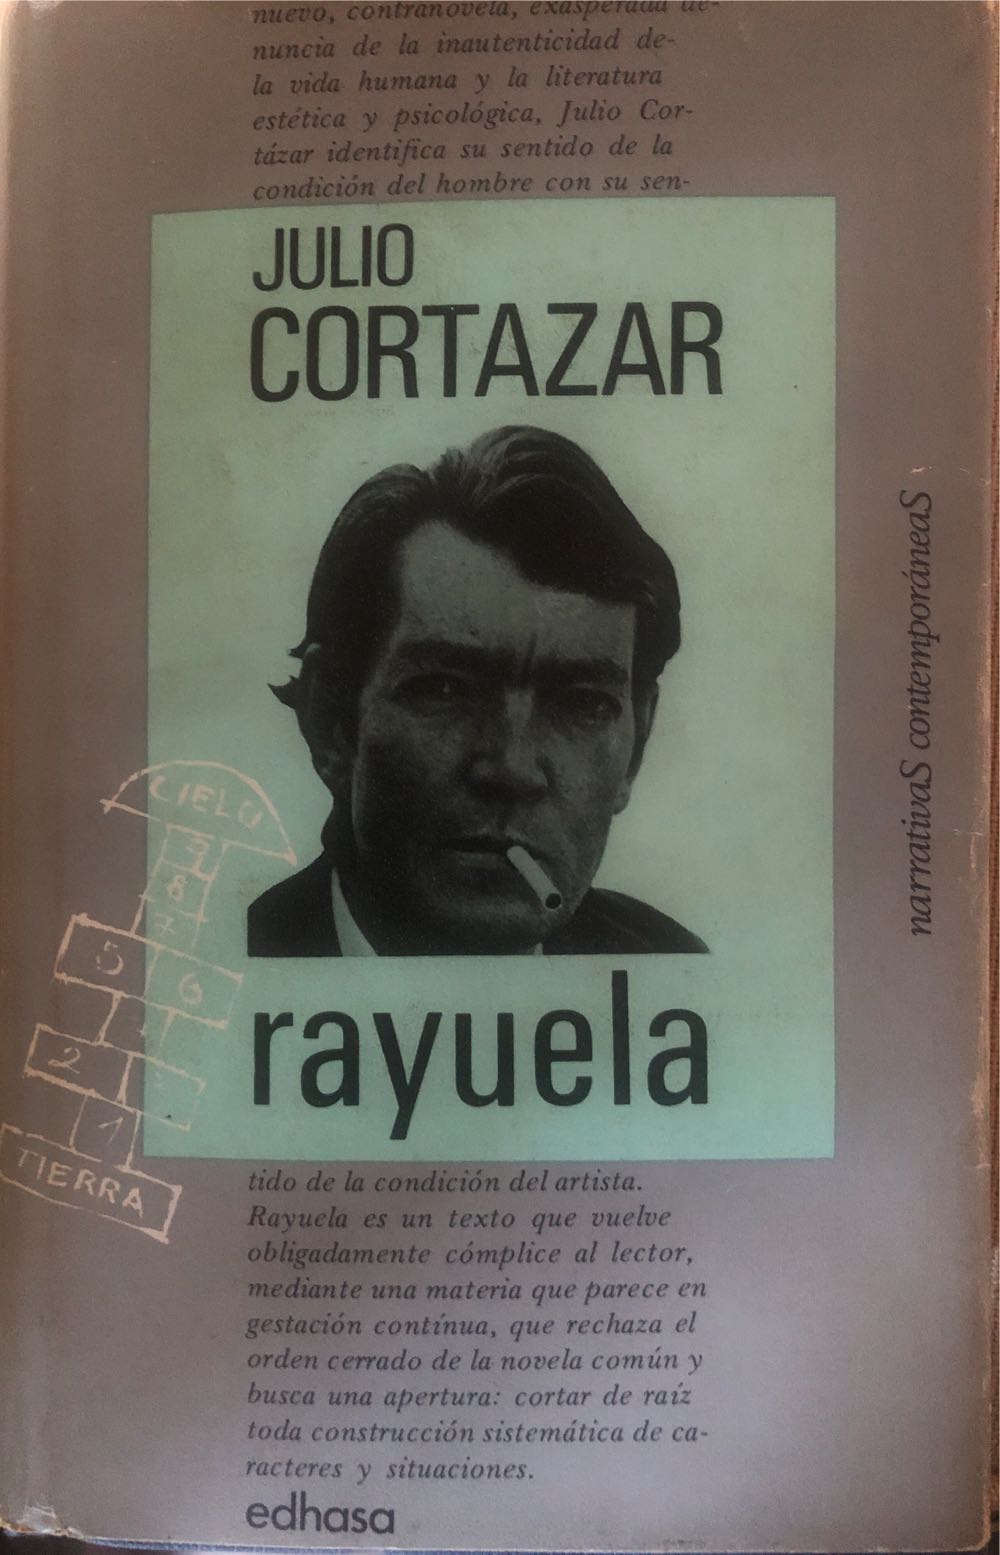 nuevo, contranovela, exasperada de-
nuncia de la inautenticidad de-
la vida humana y la literatura
estética y psicológica, Julio Cor-
tázar identifica su sentido de la
condición del hombre con su sen-
JULIO
CORTAZAR
narrativaS contemporáneaS
CIELO
9
8
7
5 6
2
1
TIERRA
rayuela
tido de la condición del artista.
Rayuela es un texto que vuelve
obligadamente cómplice al lector,
mediante una materia que parece en
gestación contínua, que rechaza el
orden cerrado de la novela común y
busca una apertura: cortar de raíz
toda construcción sistemática de ca-
racteres y situaciones.
edhasa